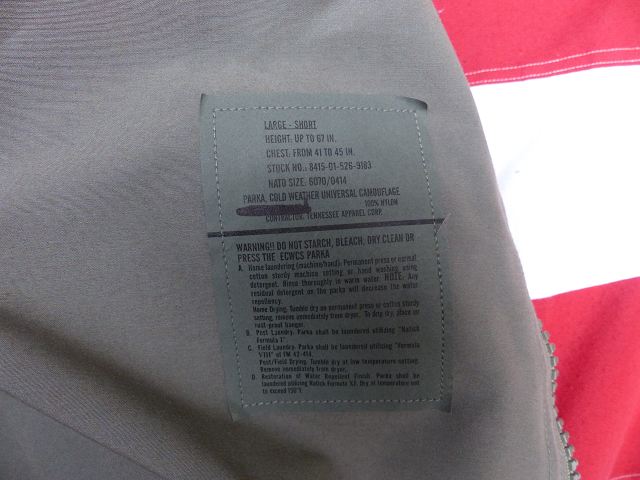 LARGE - SHORT
HEIGHT: UP TO 67 IN.
CHEST: FROM 41 TO 45 IN.
STOCK NO.: 8415-01-526-9183
NATO SIZE: 6070/0414
PARKA, COLD WEATHER UNIVERSAL CAMOUFLAGE
100% NYLON
CONTRACTOR: TENNESSEE APPAREL CORP.
WARNING!! DO NOT STARCH, BLEACH, DRY CLEAN OR
PRESS THE ECWCS PARKA
A. Home laundering (machine/hand): Permanent press or normal
cotton sturdy machine setting or hand washing using
detergent. Rinse thoroughly in warm water. NOTE: Any
residual detergent on the parka will decrease the water
repellancy.
Home Drying. Tumble dry on permanent press or cotton sturdy
setting, remove immediately from dryer. To drip dry, place on
rust-proof hanger.
B. Post Laundry: Parka shall be laundered utilizing "Natick
Formula 1".
C. Field Laundry: Parka shall be laundered utilizing "Formula
VIII" of FM 42-414.
Post/Field Drying. Tumble dry at low temperature setting.
Remove immediately from dryer.
D. Restoration of Water Repellent Finish. Parka shall be
laundered utilizing Natick Formula X3. Dry at temperature not
to exceed 150°F.